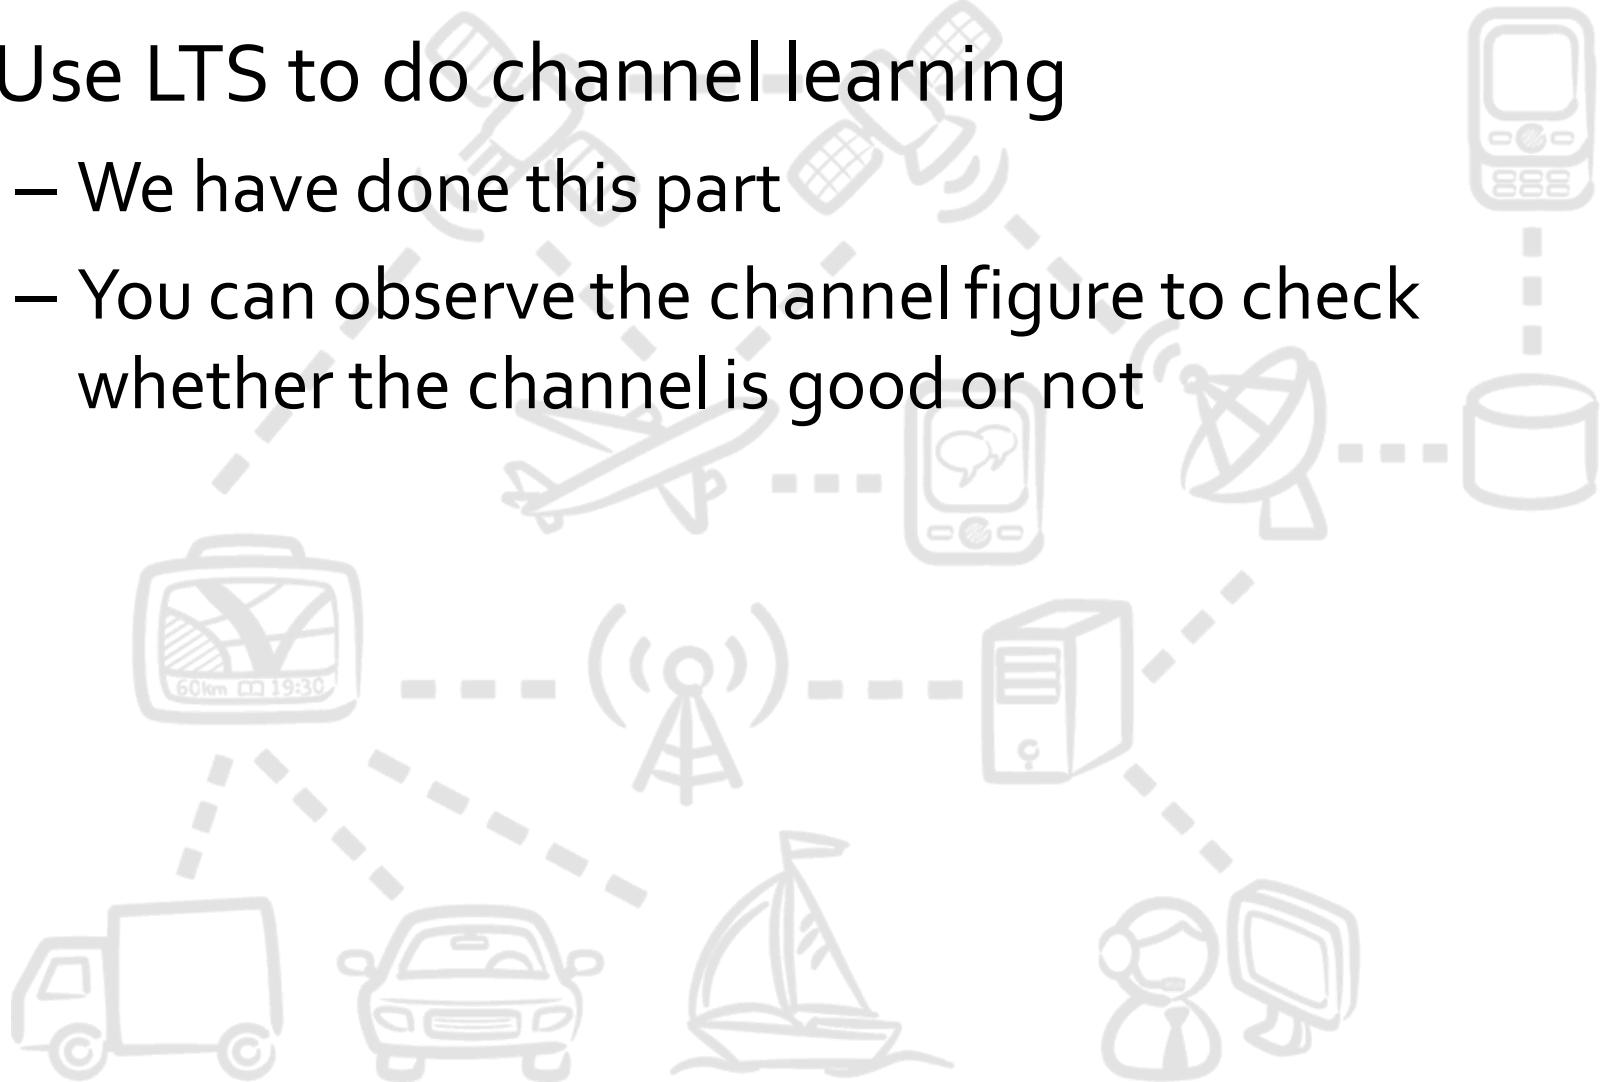 Use LTS to do channel learning
– We have done this part
– You can observe the channel figure to check
whether the channel is good or not
60km 19:30